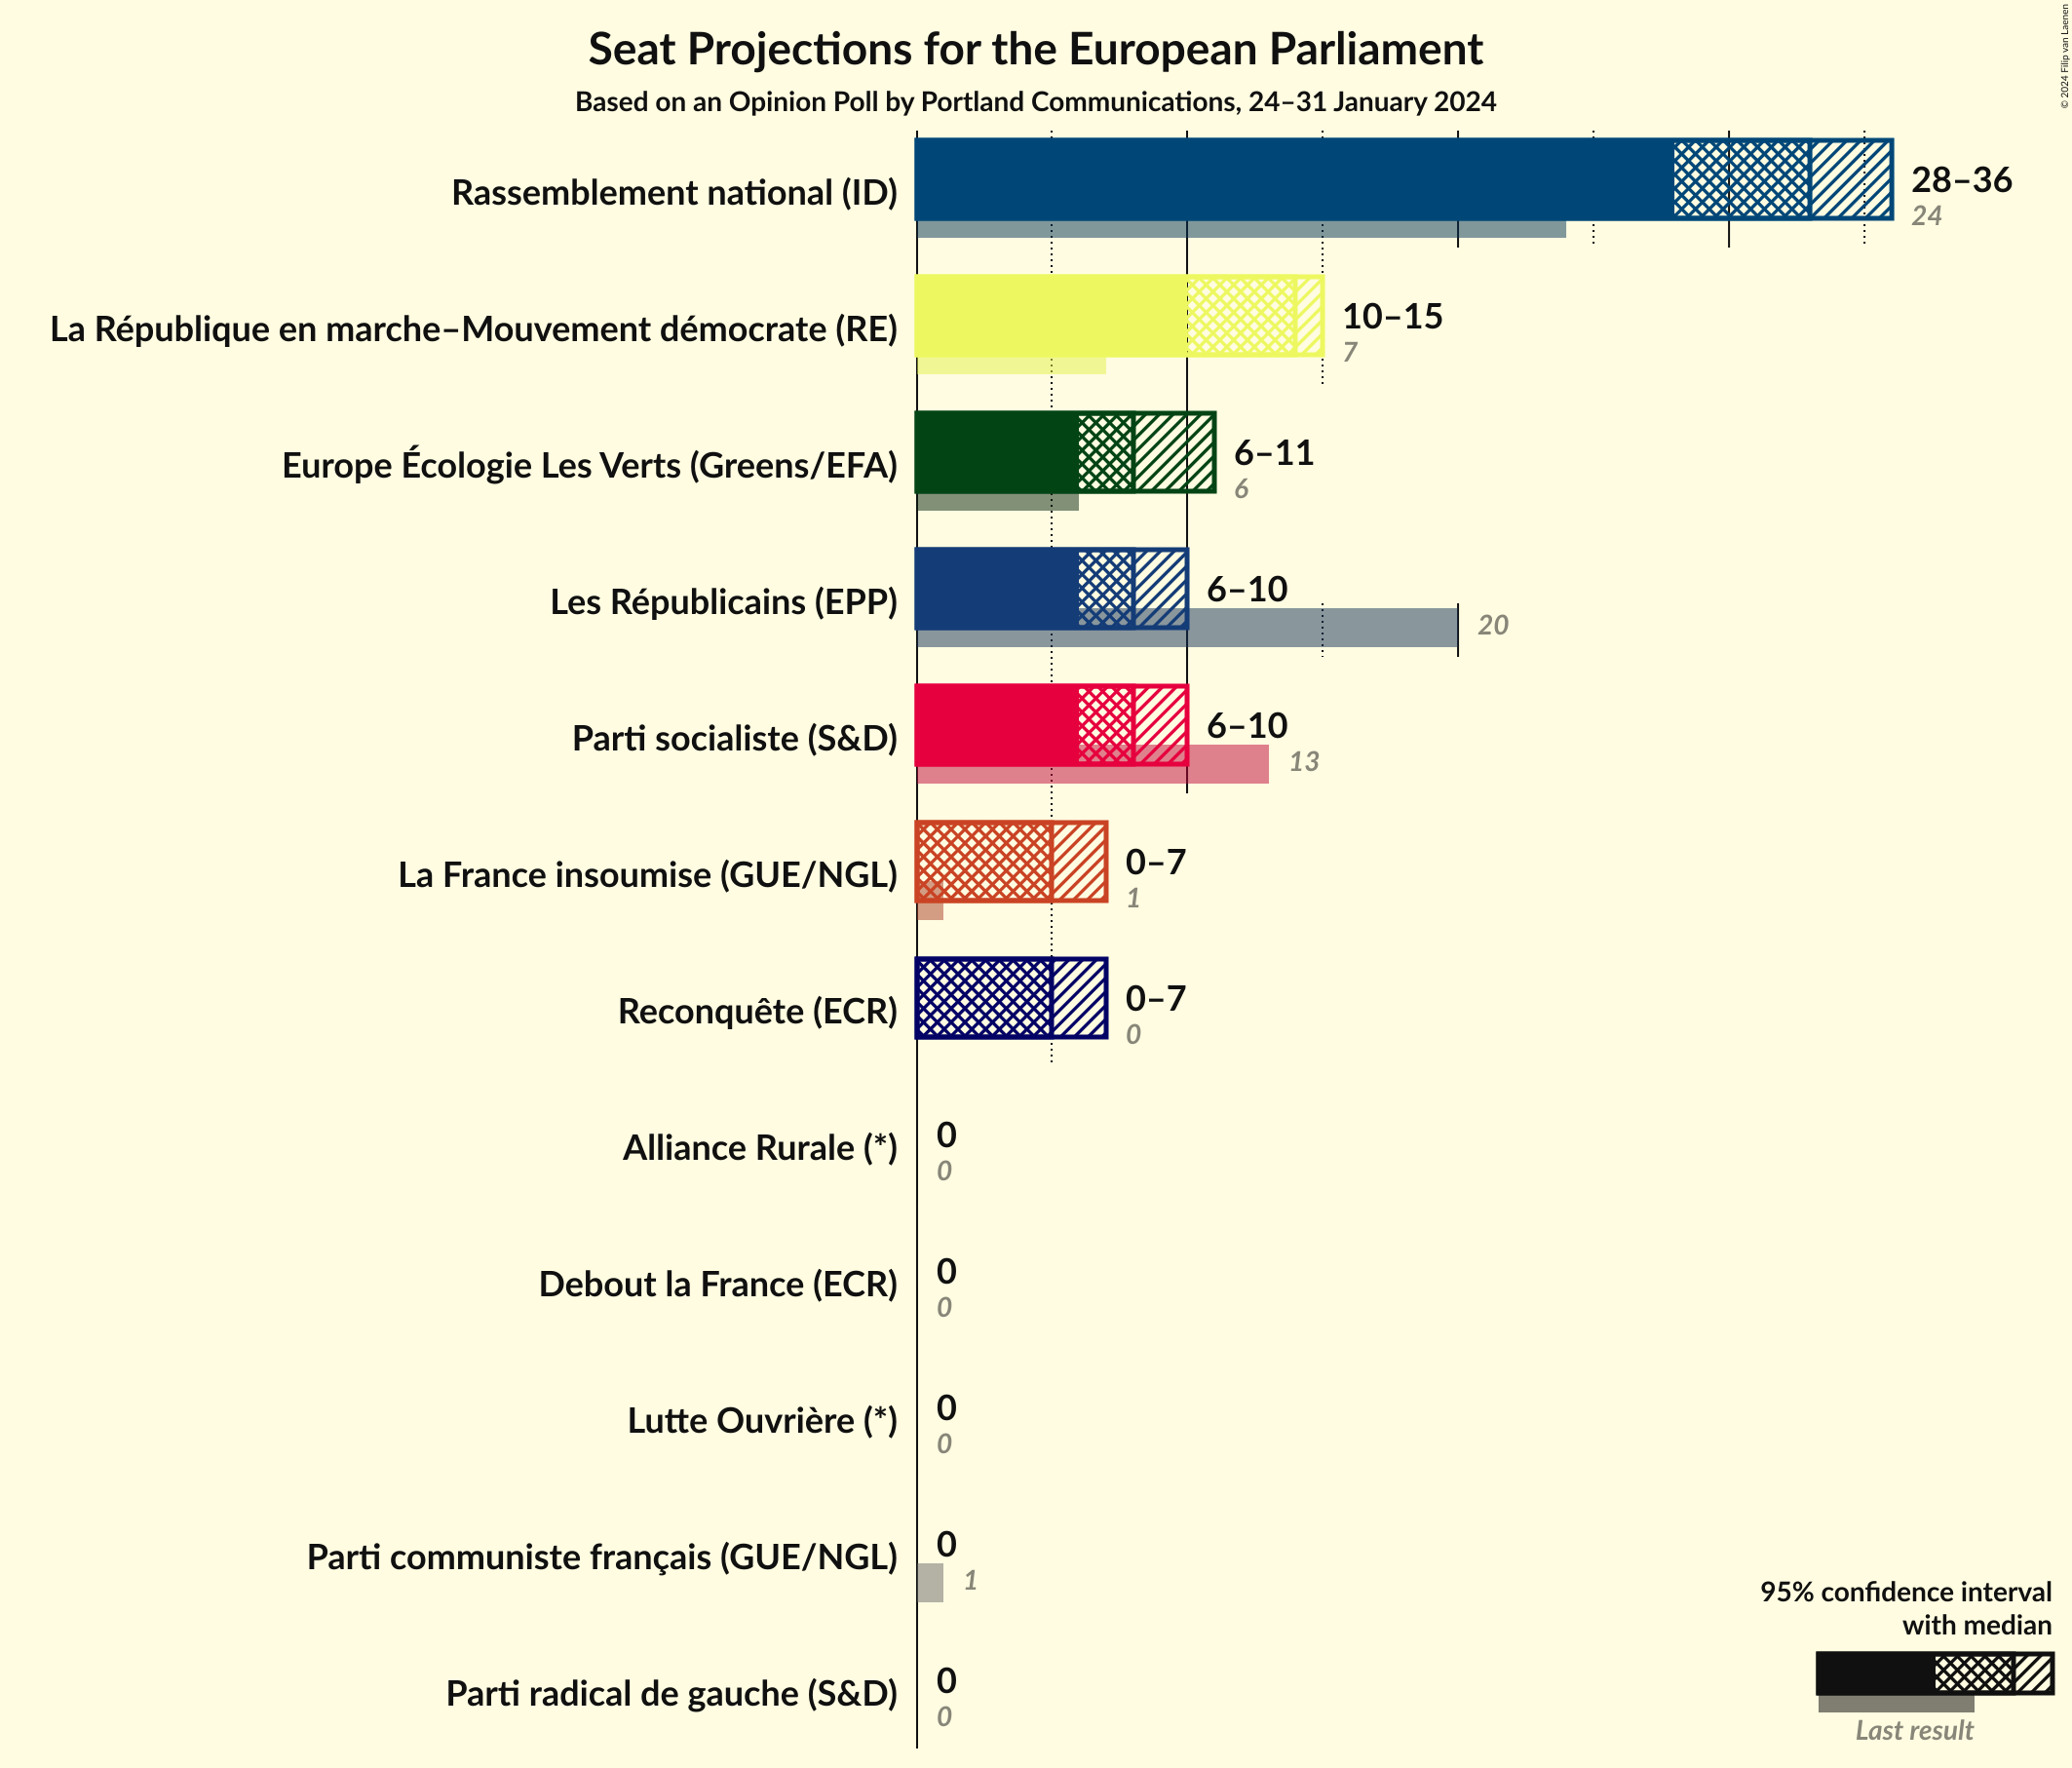 Seat Projections for the European Parliament
Based on an Opinion Poll by Portland Communications, 24–31 January 2024
© 2024 Filip van Laenen
Rassemblement national (ID)
28–36
24
La République en marche–Mouvement démocrate (RE)
10–15
7
Europe Écologie Les Verts (Greens/EFA)
6–11
6
Les Républicains (EPP)
6–10
20
Parti socialiste (S&D)
6–10
13
La France insoumise (GUE/NGL)
0–7
1
Reconquête (ECR)
0–7
0
Alliance Rurale (*)
0
0
Debout la France (ECR)
0
0
Lutte Ouvrière (*)
0
0
Parti communiste français (GUE/NGL)
0
1
Parti radical de gauche (S&D)
0
0
95% confidence interval
with median
Last result